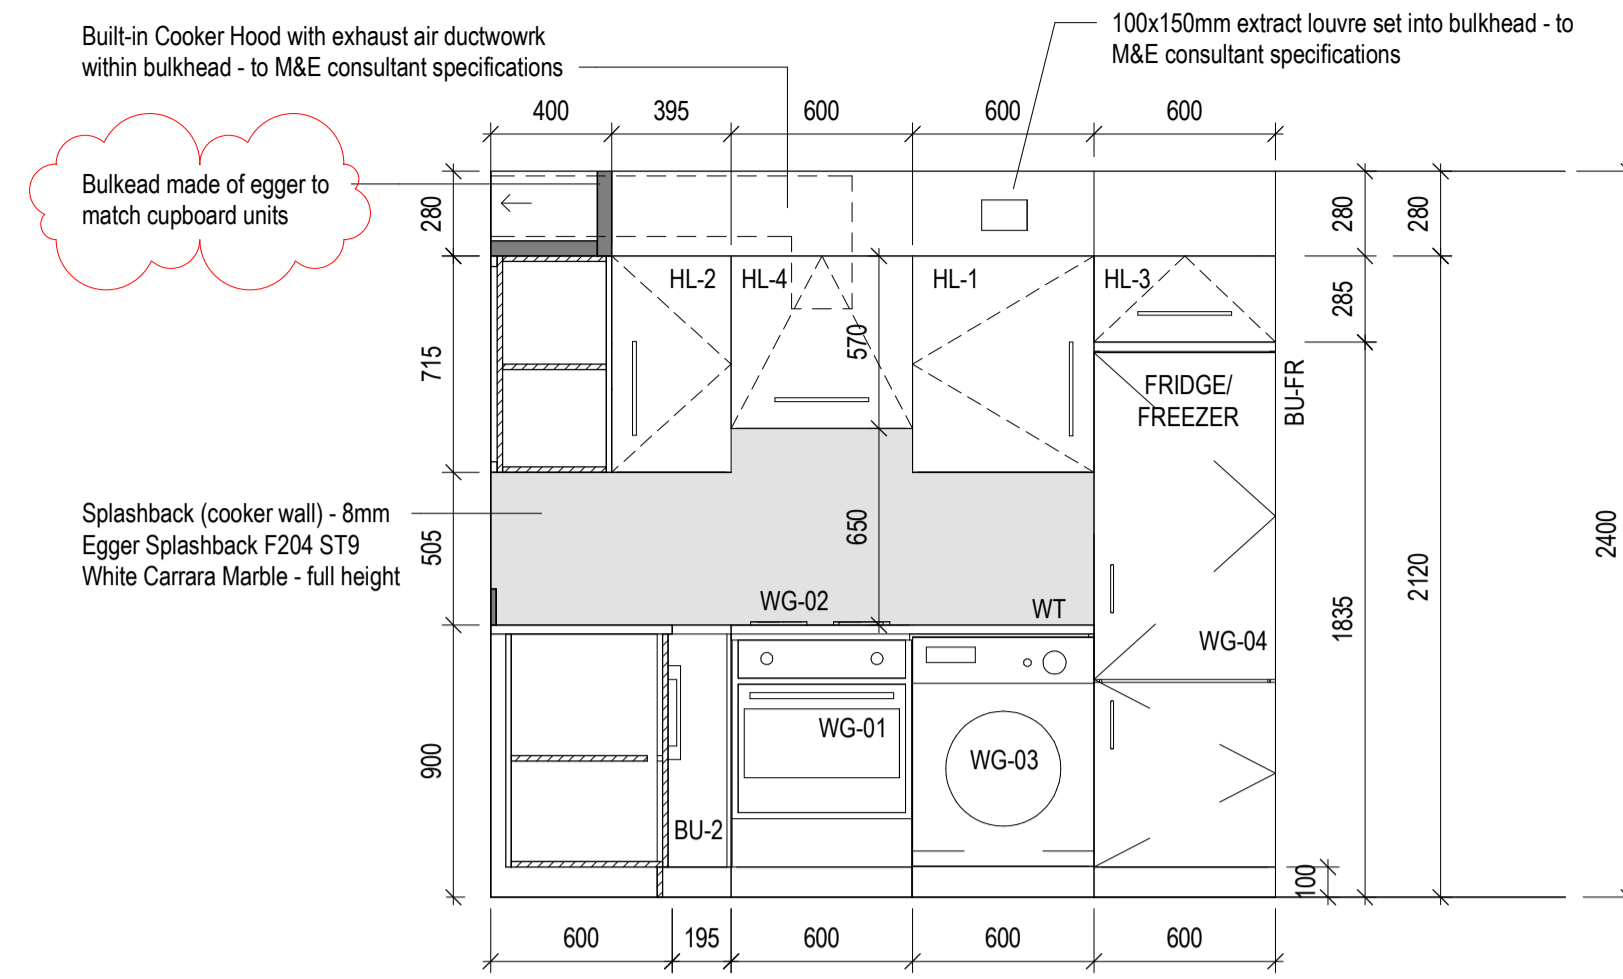 Built-in Cooker Hood with exhaust air ductwowrk
within bulkhead - to M&E consultant specifications
100x150mm extract louvre set into bulkhead - to
M&E consultant specifications
400 395 600 600 600
Bulkead made of egger to
match cupboard units
280
280
280
HL-2
HL-4
HL-1
HL-3
285
570
715
FRIDGE/
FREEZER
BU-FR
Splashback (cooker wall) - 8mm
Egger Splashback F204 ST9
White Carrara Marble - full height
505
650
2400
2120
1835
WG-02
WT
WG-04
WG-01
WG-03
900
BU-2
100
600 195 600 600 600